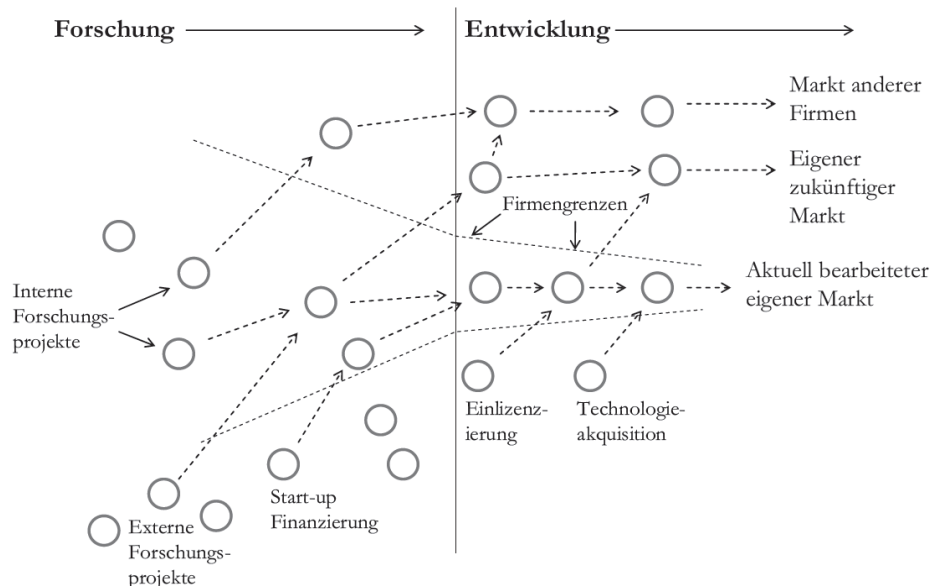 Forschung
Entwicklung
Markt anderer
Firmen
Eigener
zukünftiger
Markt
Firmengrenzen
Aktuell bearbeiteter
eigener Markt
Interne
Forschungs-
projekte
Einlizenz-
ierung
Technologie-
akquisition
Start-up
Finanzierung
Externe
Forschungs-
projekte